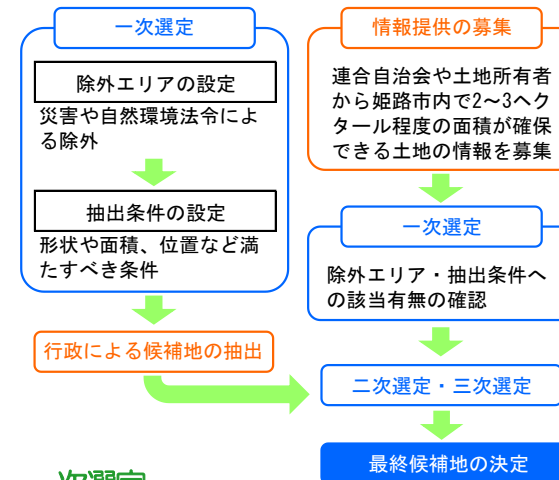 一次選定
除外エリアの設定
災害や自然環境法令によ
る除外
抽出条件の設定
形状や面積、位置など満
たすべき条件
行政による候補地の抽出
情報提供の募集
連合自治会や土地所有者
から姫路市内で2~3ヘク
タール程度の面積が確保
できる土地の情報を募集
一次選定
除外エリア・抽出条件へ
の該当有無の確認
二次選定・三次選定
最終候補地の決定
次選定